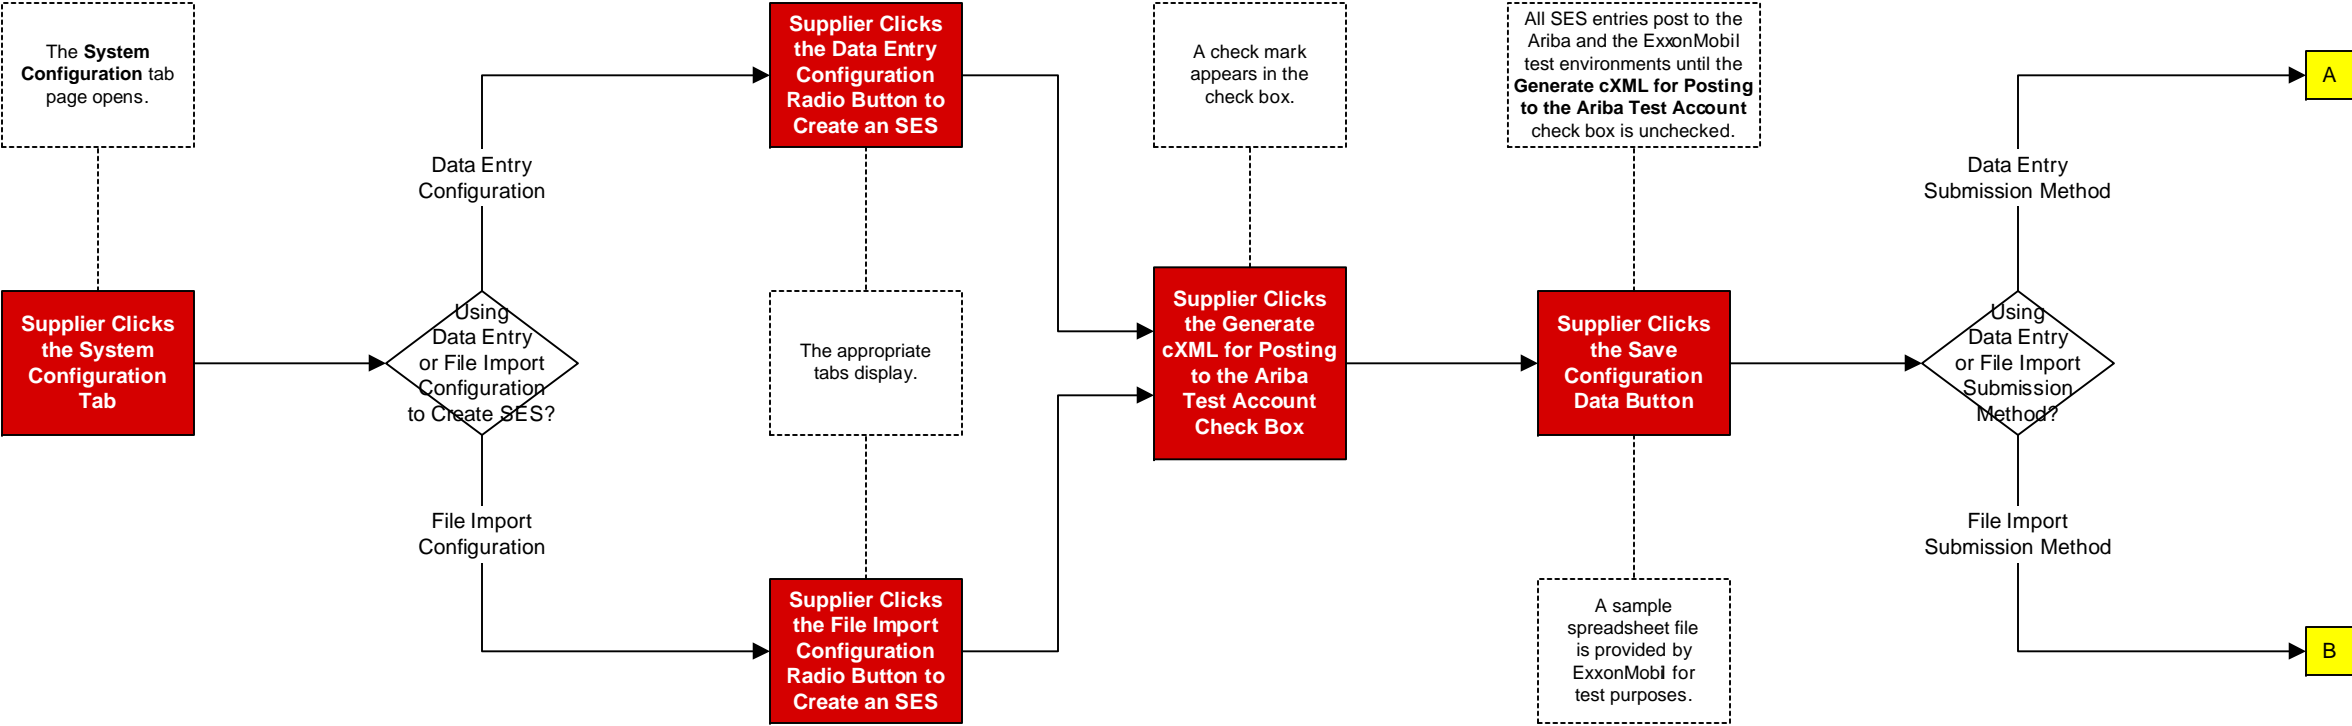 The System
Configuration tab
page opens.
Supplier Clicks
the System
Configuration
Tab
Using
Data Entry
or File Import
Configuration
to Create SES?
Data Entry
Configuration
File Import
Configuration
Supplier Clicks
the Data Entry
Configuration
Radio Button to
Create an SES
The appropriate
tabs display.
Supplier Clicks
the File Import
Configuration
Radio Button to
Create an SES
A check mark
appears in the
check box.
Supplier Clicks
the Generate
cXML for Posting
to the Ariba
Test Account
Check Box
All SES entries post to the
Ariba and the ExxonMobil
test environments until the
Generate cXML for Posting
to the Ariba Test Account
check box is unchecked.
Supplier Clicks
the Save
Configuration
Data Button
A sample
spreadsheet file
is provided by
ExxonMobil for
test purposes.
Using
Data Entry
or File Import
Submission
Method?
Data Entry
Submission Method
File Import
Submission Method
A
B